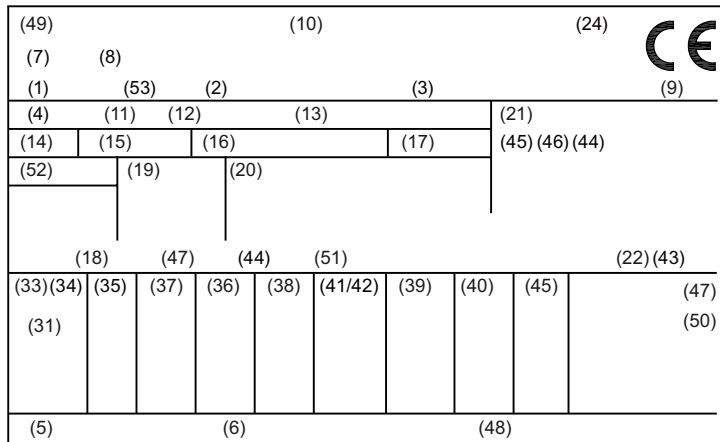 (49) (10) (24) CE
(7) (8)
(1) (53) (2) (3) (9)
(4) (11) (12) (13) (21)
(14) (15) (16) (17) (45) (46) (44)
(52) (19) (20)
(18) (47) (44) (51) (22) (43)
(33) (34) (35) (37) (36) (38) (41/42) (39) (40) (45) (47)
(31) (50)
(5) (6) (48)